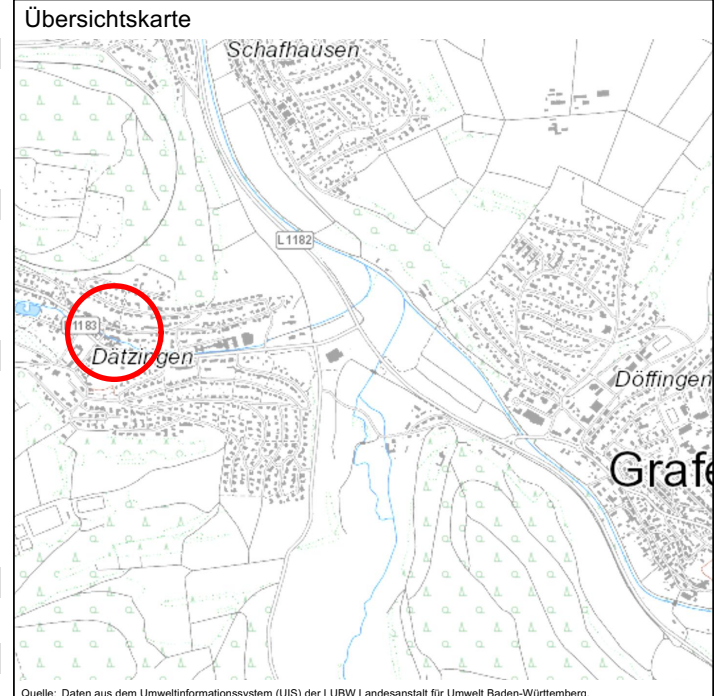 Übersichtskarte
Schafhausen
L 1182
1183
Dätzingen
Döffingen
Grafe
Quelle: Daten aus dem Umweltinformationssystem (UIS) der LUBW Landesanstalt für Umwelt Baden-Württemberg